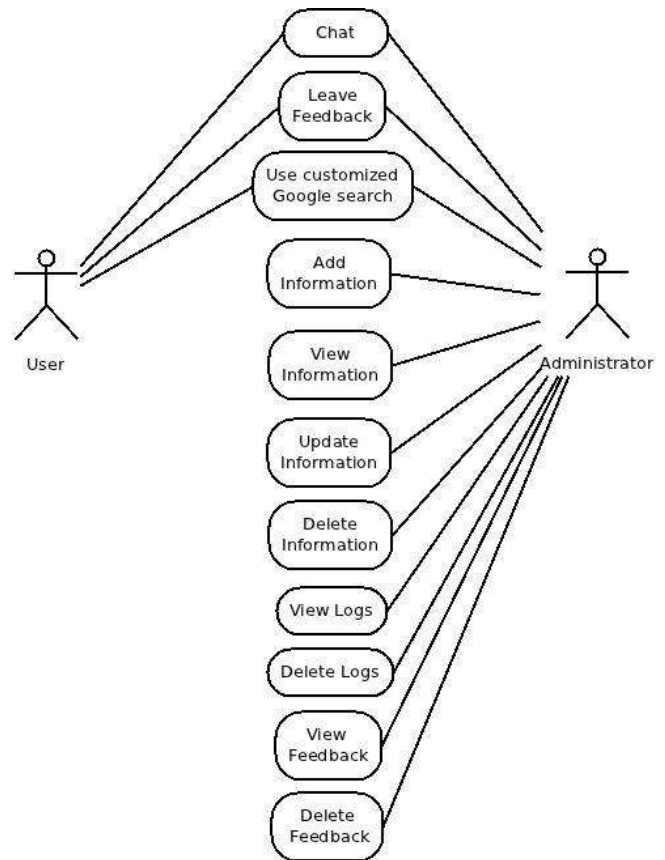 Chat
Leave
Feedback
Use customized
Google search
Add
Information
View
Information
User
Administrator
Update
Information
Delete
Information
View Logs
Delete Logs
View
Feedback
Delete
Feedback